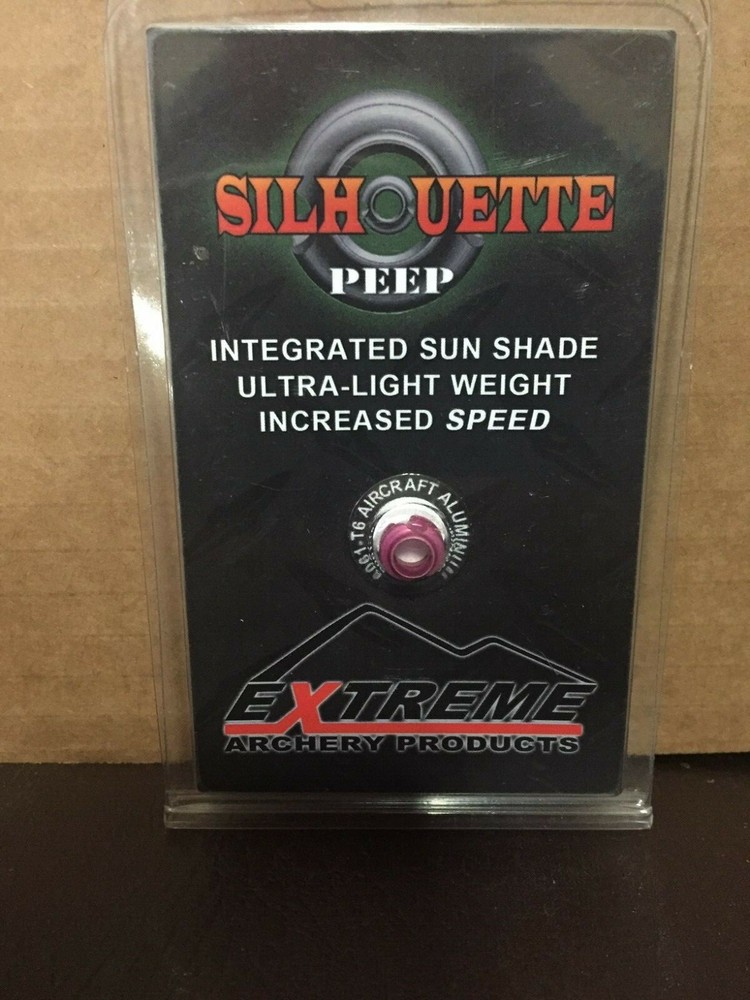 SILHOUETTE
PEEP
INTEGRATED SUN SHADE
ULTRA-LIGHT WEIGHT
INCREASED SPEED
6061-T6 AIRCRAFT ALUMINUM
EXTREME
ARCHERY PRODUCTS